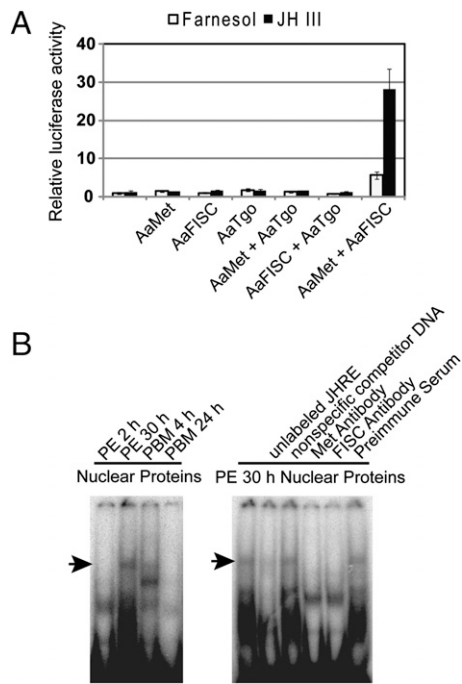 A
Farnesol JH III
Relative luciferase activity
40
30
20
10
0
AaMet
AaFISC
AaTgo
AaMet + AaTgo
AaFISC + AaTgo
AaMet + AaFISC
B
PE 2 h
PE 30 h
PBM 4 h
PBM 24 h
Nuclear Proteins
unlabeled JHRE
nonspecific competitor DNA
Met Antibody
FISC Antibody
Preimmune Serum
PE 30 h Nuclear Proteins